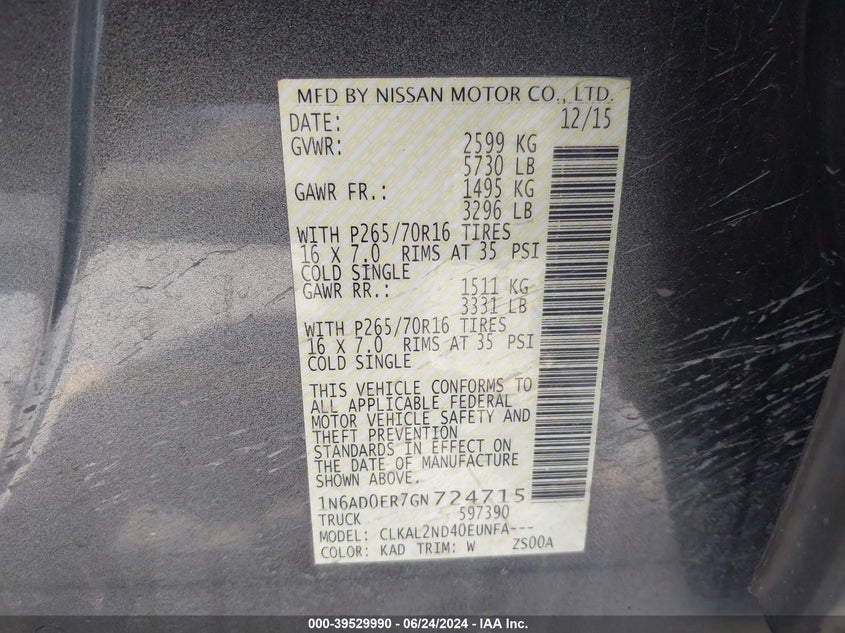 MFD BY NISSAN MOTOR CO., LTD.
DATE: 12/15
GVWR: 2599 KG
5730 LB
GAWR FR.: 1495 KG
3296 LB
WITH P265/70R16 TIRES
16 X 7.0 RIMS AT 35 PSI
COLD SINGLE
GAWR RR.: 1511 KG
3331 LB
WITH P265/70R16 TIRES
16 X 7.0 RIMS AT 35 PSI
COLD SINGLE
THIS VEHICLE CONFORMS TO
ALL APPLICABLE FEDERAL
MOTOR VEHICLE SAFETY AND
THEFT PREVENTION
STANDARDS IN EFFECT ON
THE DATE OF MANUFACTURE
SHOWN ABOVE.
1N6AD0ER7GN724715
TRUCK 597390
MODEL: CLKAL2ND40EUNFA---
COLOR: KAD TRIM: W ZS00A
000-39529990 - 06/24/2024 - IAA Inc.